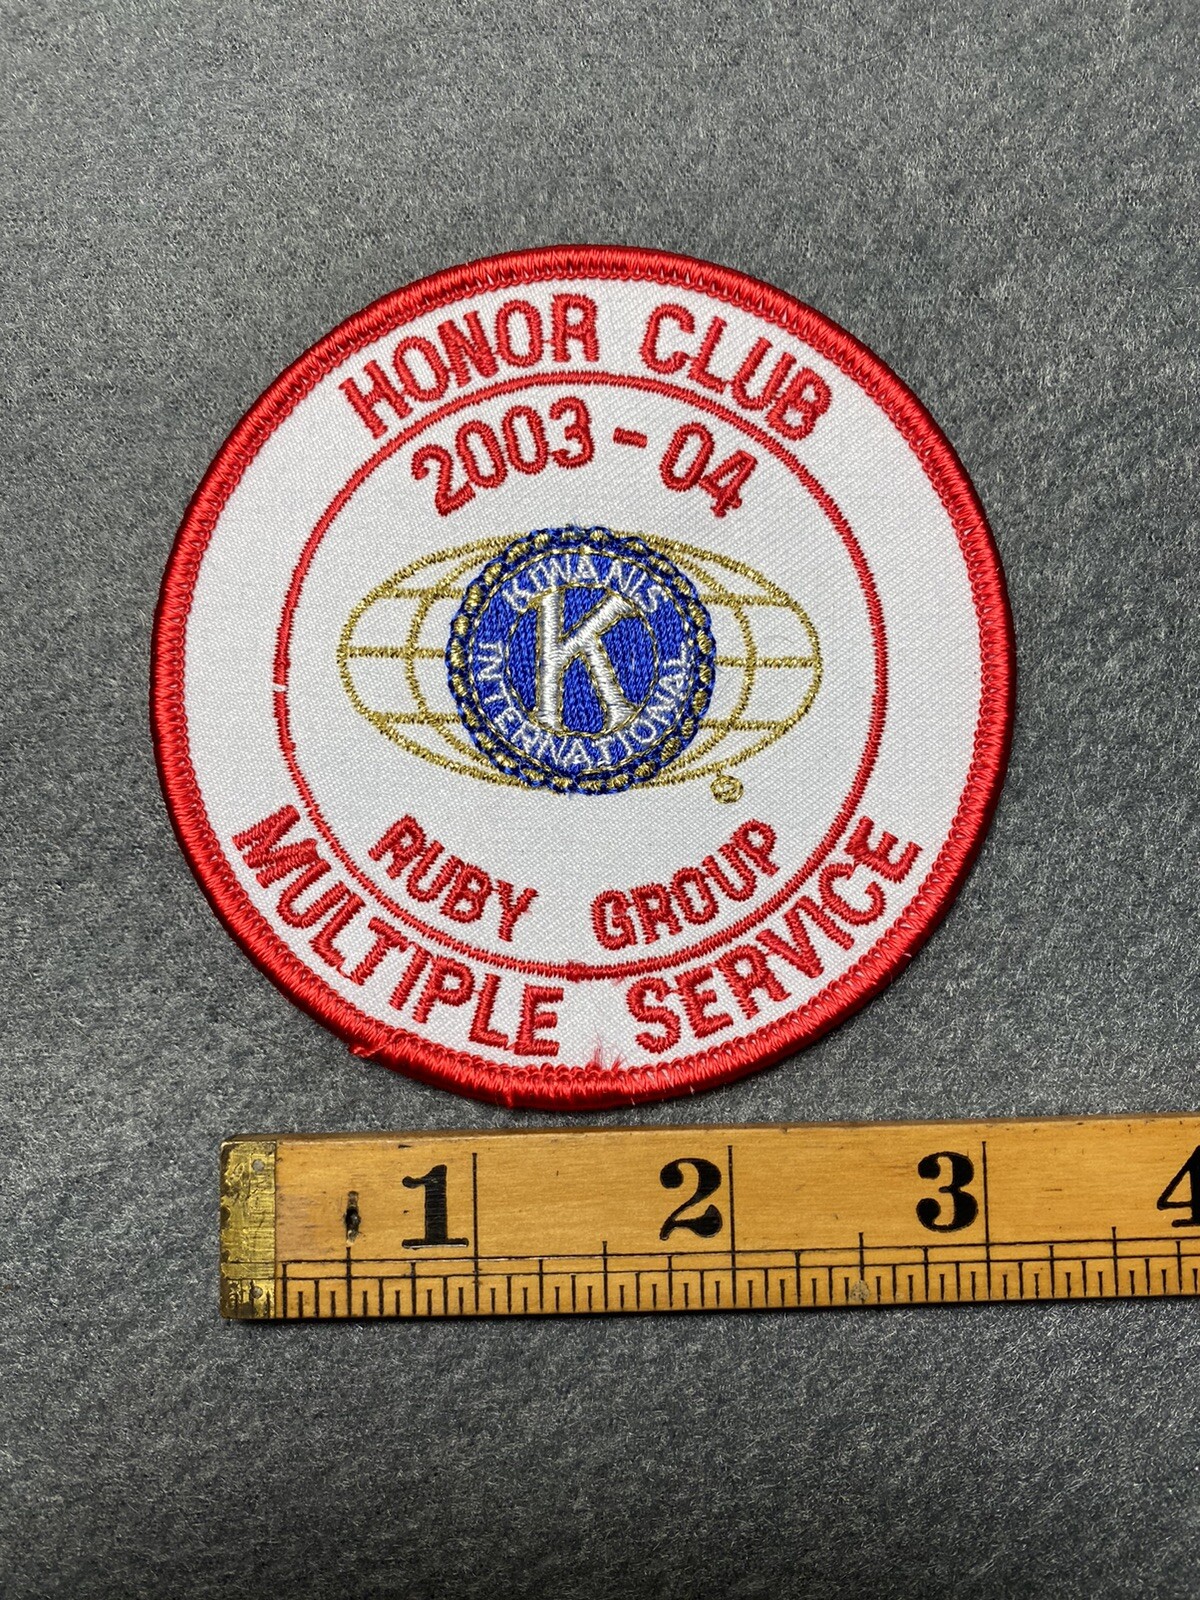 HONOR CLUB
2003-04
KIWANIS
K
INTERNATIONAL
RUBY GROUP
MULTIPLE SERVICE
1 2 3 4